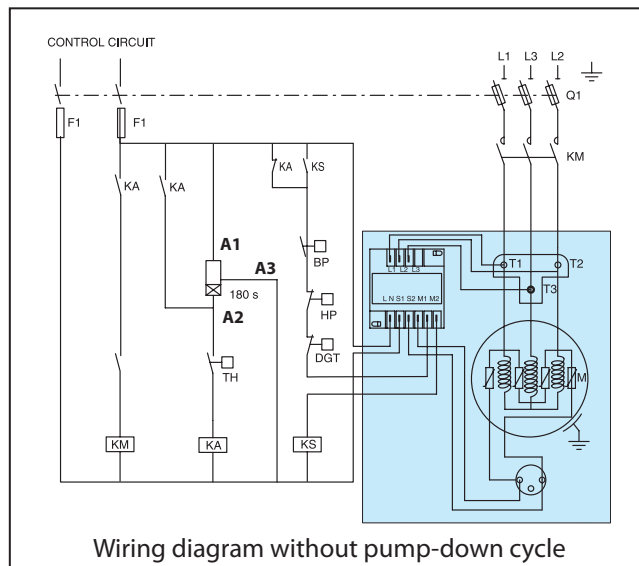 CONTROL CIRCUIT
L1 L3 L2
Q1
F1 F1
KM
KA KS
KA KA
A1
A3
BP
180 s
A2
HP
DGT
TH
KM KA KS
L1 L2 L3
L N S1 S2 M1 M2
T1 T2
T3
M
Wiring diagram without pump-down cycle